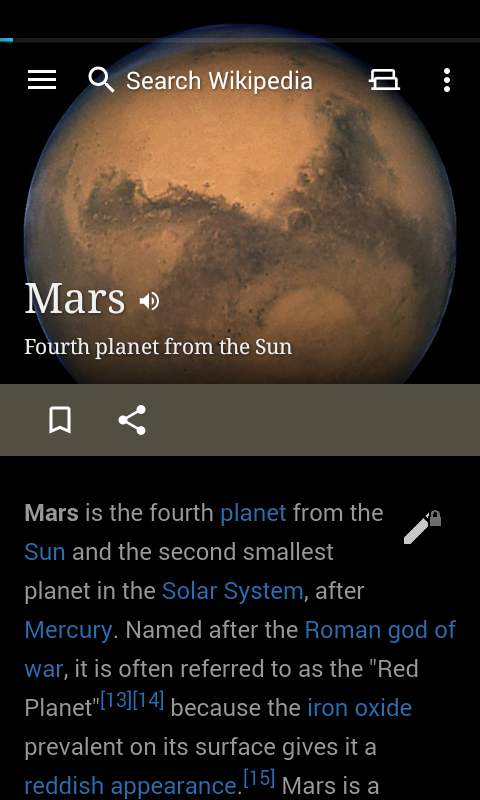 Search Wikipedia
Mars
Fourth planet from the Sun
Mars is the fourth planet from the
Sun and the second smallest
planet in the Solar System, after
Mercury. Named after the Roman god of
war, it is often referred to as the "Red
Planet"[13][14] because the iron oxide
prevalent on its surface gives it a
reddish appearance.[15] Mars is a